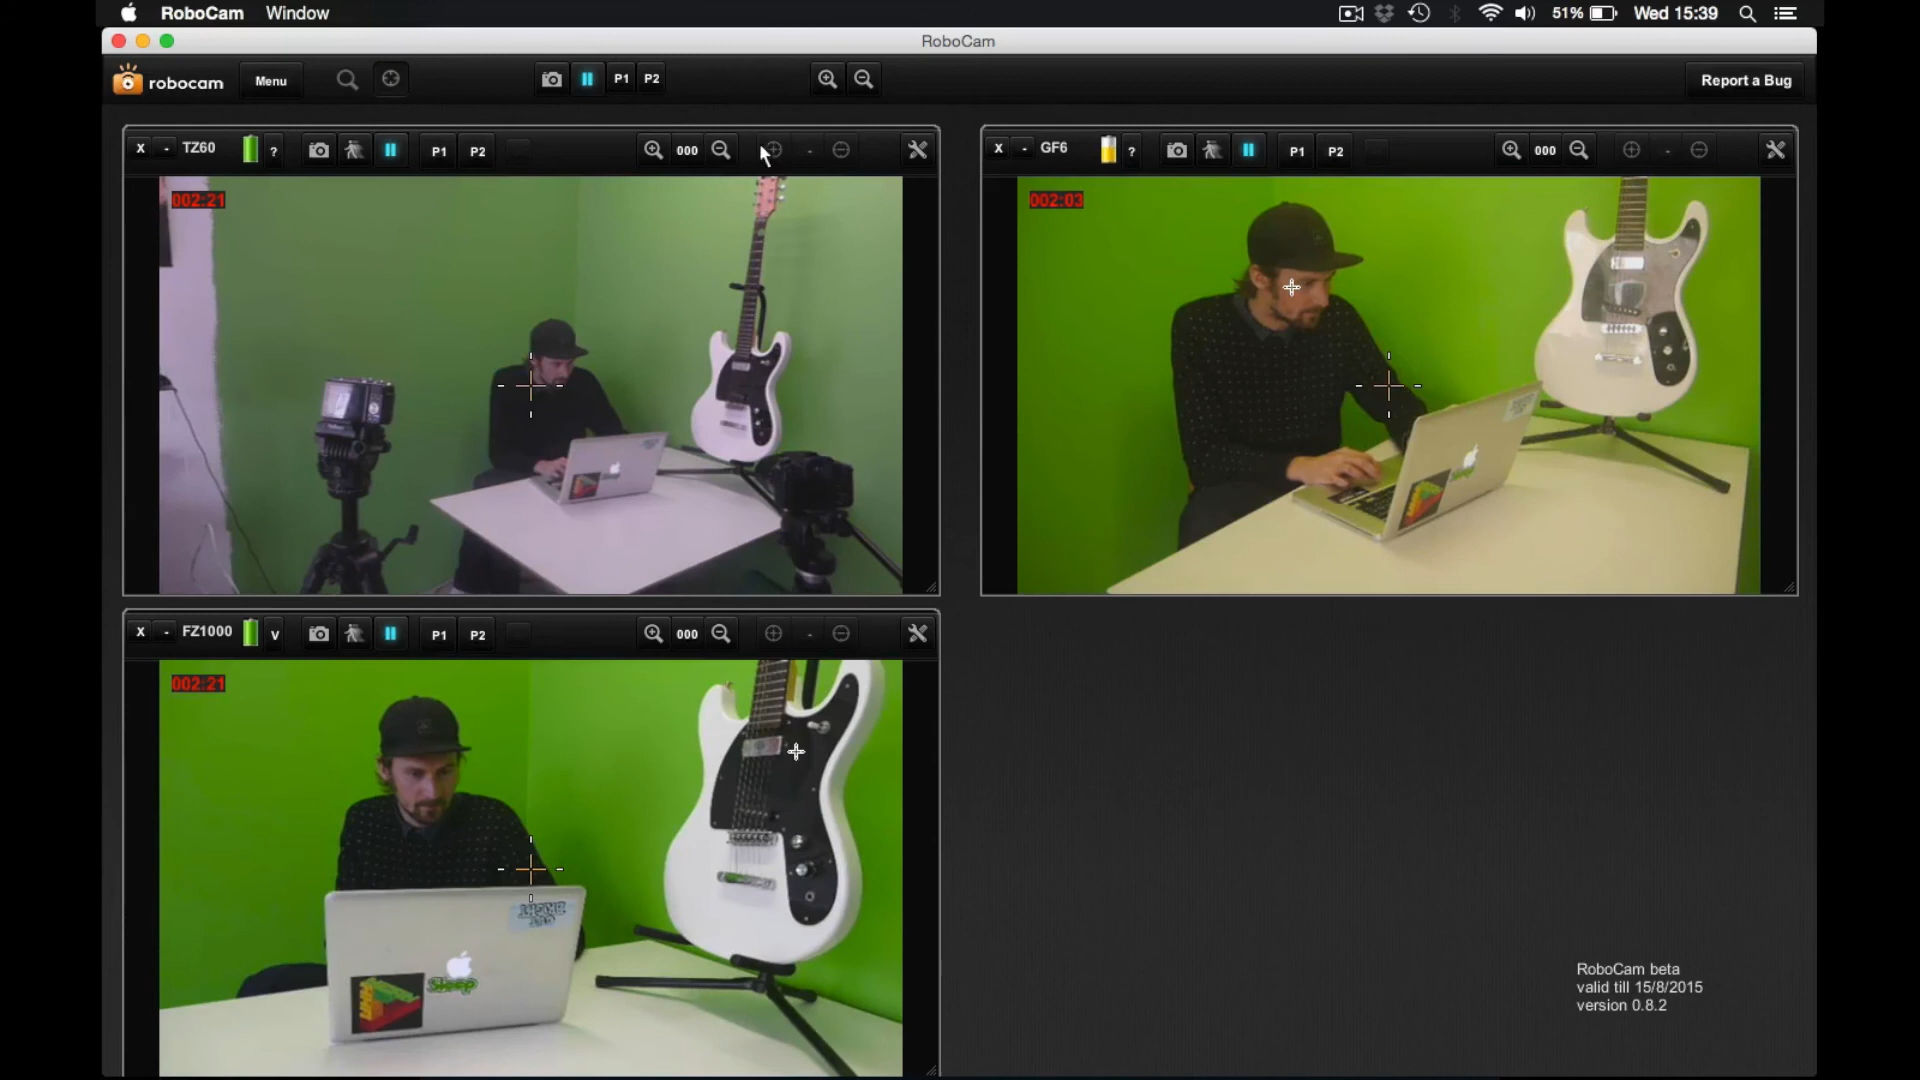 RoboCam Window 51% Wed 15:39
RoboCam
robocam Menu P1 P2 Report a Bug
X - TZ60 ? P1 P2 000 -
X - GF6 ? P1 P2 000 -
002:21
002:03
X - FZ1000 V P1 P2 000 -
002:21
Sleep
RoboCam beta
valid till 15/8/2015
version 0.8.2